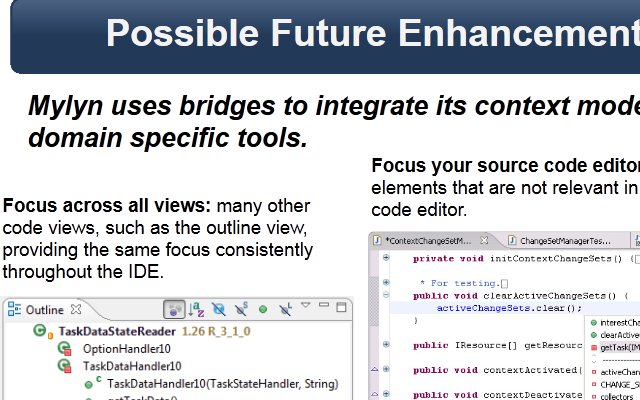 Possible Future Enhancement
Mylyn uses bridges to integrate its context mode
domain specific tools.
Focus your source code editor
elements that are not relevant in
code editor.
Focus across all views: many other
code views, such as the outline view,
providing the same focus consistently
throughout the IDE.
*ContextChangeSetM...
ChangeSetManagerTes...
private void initContextChangeSets() {
* For testing.
public void clearActiveChangeSets() {
activeChangeSets.clear();
}
public IResource[] getResourc
public void contextActivated(
public void contextDeactivate
interestCha
clearActive
getTask(IM
activeChan
CHANGE_S
collectors
Outline
TaskDataStateReader 1.26 R_3_1_0
OptionHandler10
TaskDataHandler10
TaskDataHandler10(TaskStateHandler, String)
getTaskData()